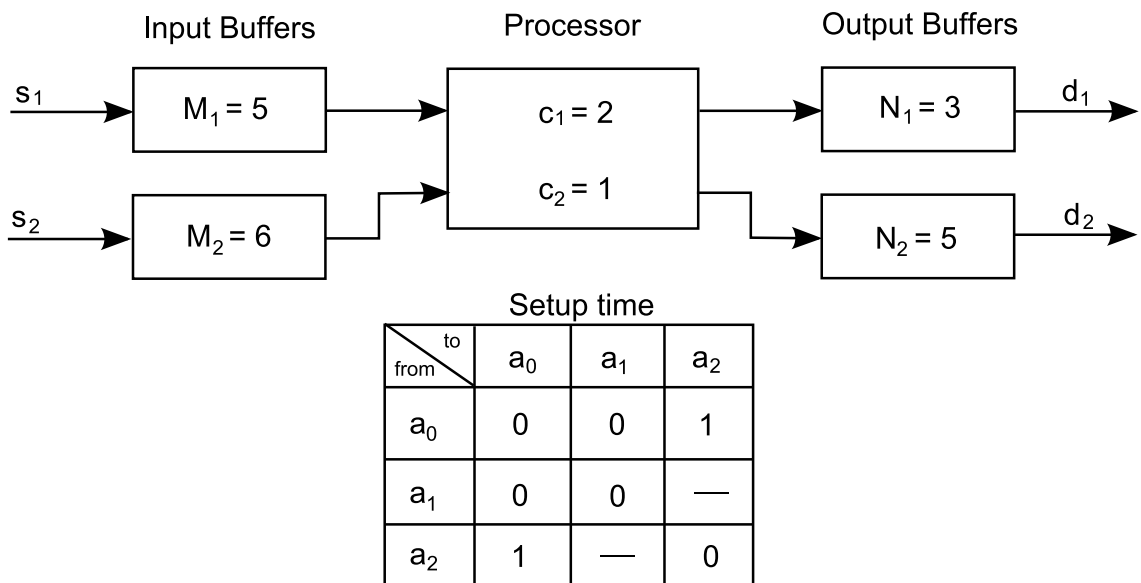 Input Buffers Processor Output Buffers
s₁ M₁ = 5 c₁ = 2 N₁ = 3 d₁
s₂ M₂ = 6 c₂ = 1 N₂ = 5 d₂
Setup time
from to a₀ a₁ a₂
a₀ 0 0 1
a₁ 0 0 —
a₂ 1 — 0